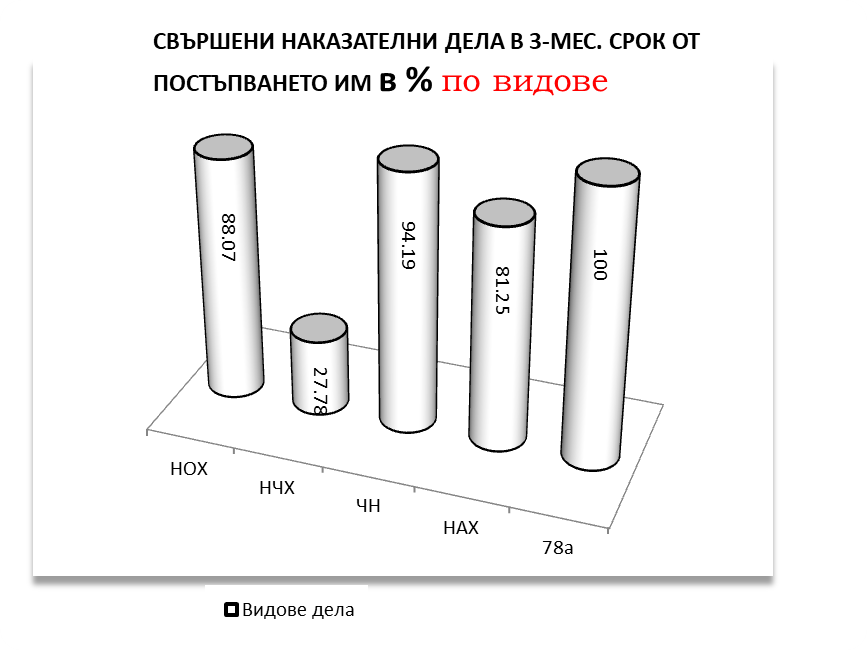 СВЪРШЕНИ НАКАЗАТЕЛНИ ДЕЛА В 3-МЕС. СРОК ОТ
ПОСТЪПВАНЕТО ИМ в % по видове
88.07
27.78
94.19
81.25
100
НОХ
НЧХ
ЧН
НАХ
78а
Видове дела